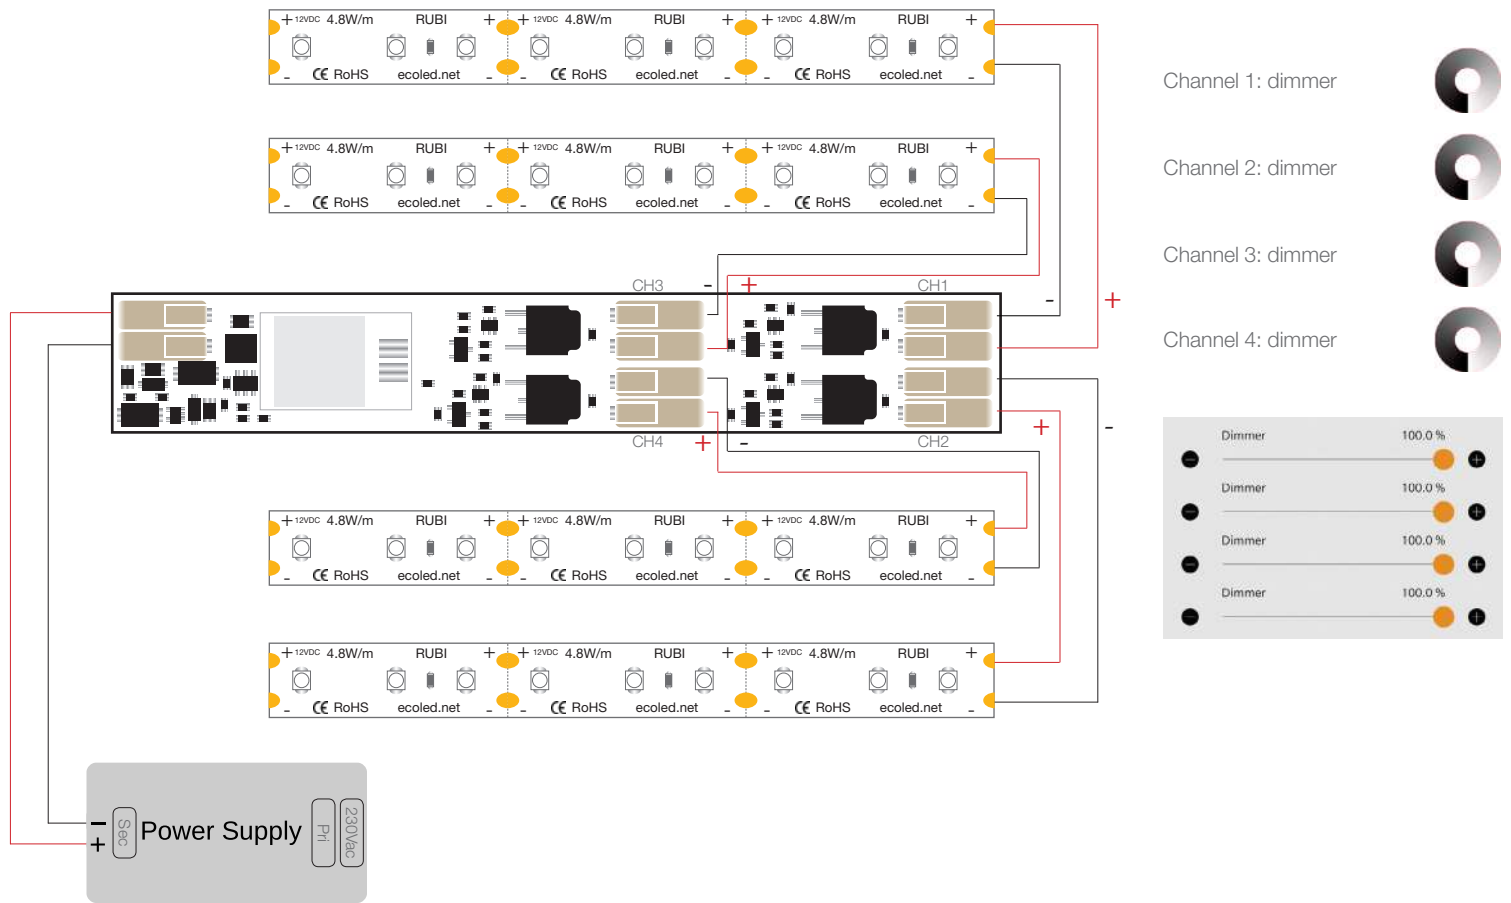 + 12VDC 4.8W/m RUBI + + 12VDC 4.8W/m RUBI + + 12VDC 4.8W/m RUBI +
- CE RoHS ecoled.net - - CE RoHS ecoled.net - - CE RoHS ecoled.net -
Channel 1: dimmer
+ 12VDC 4.8W/m RUBI + + 12VDC 4.8W/m RUBI + + 12VDC 4.8W/m RUBI +
- CE RoHS ecoled.net - - CE RoHS ecoled.net - - CE RoHS ecoled.net -
Channel 2: dimmer
Channel 3: dimmer
CH3 - + CH1
- +
Channel 4: dimmer
CH4 + - CH2
+ -
Dimmer 100.0 %
Dimmer 100.0 %
Dimmer 100.0 %
Dimmer 100.0 %
+ 12VDC 4.8W/m RUBI + + 12VDC 4.8W/m RUBI + + 12VDC 4.8W/m RUBI +
- CE RoHS ecoled.net - - CE RoHS ecoled.net - - CE RoHS ecoled.net -
+ 12VDC 4.8W/m RUBI + + 12VDC 4.8W/m RUBI + + 12VDC 4.8W/m RUBI +
- CE RoHS ecoled.net - - CE RoHS ecoled.net - - CE RoHS ecoled.net -
-
+
Sec
Power Supply
Pri
230Vac